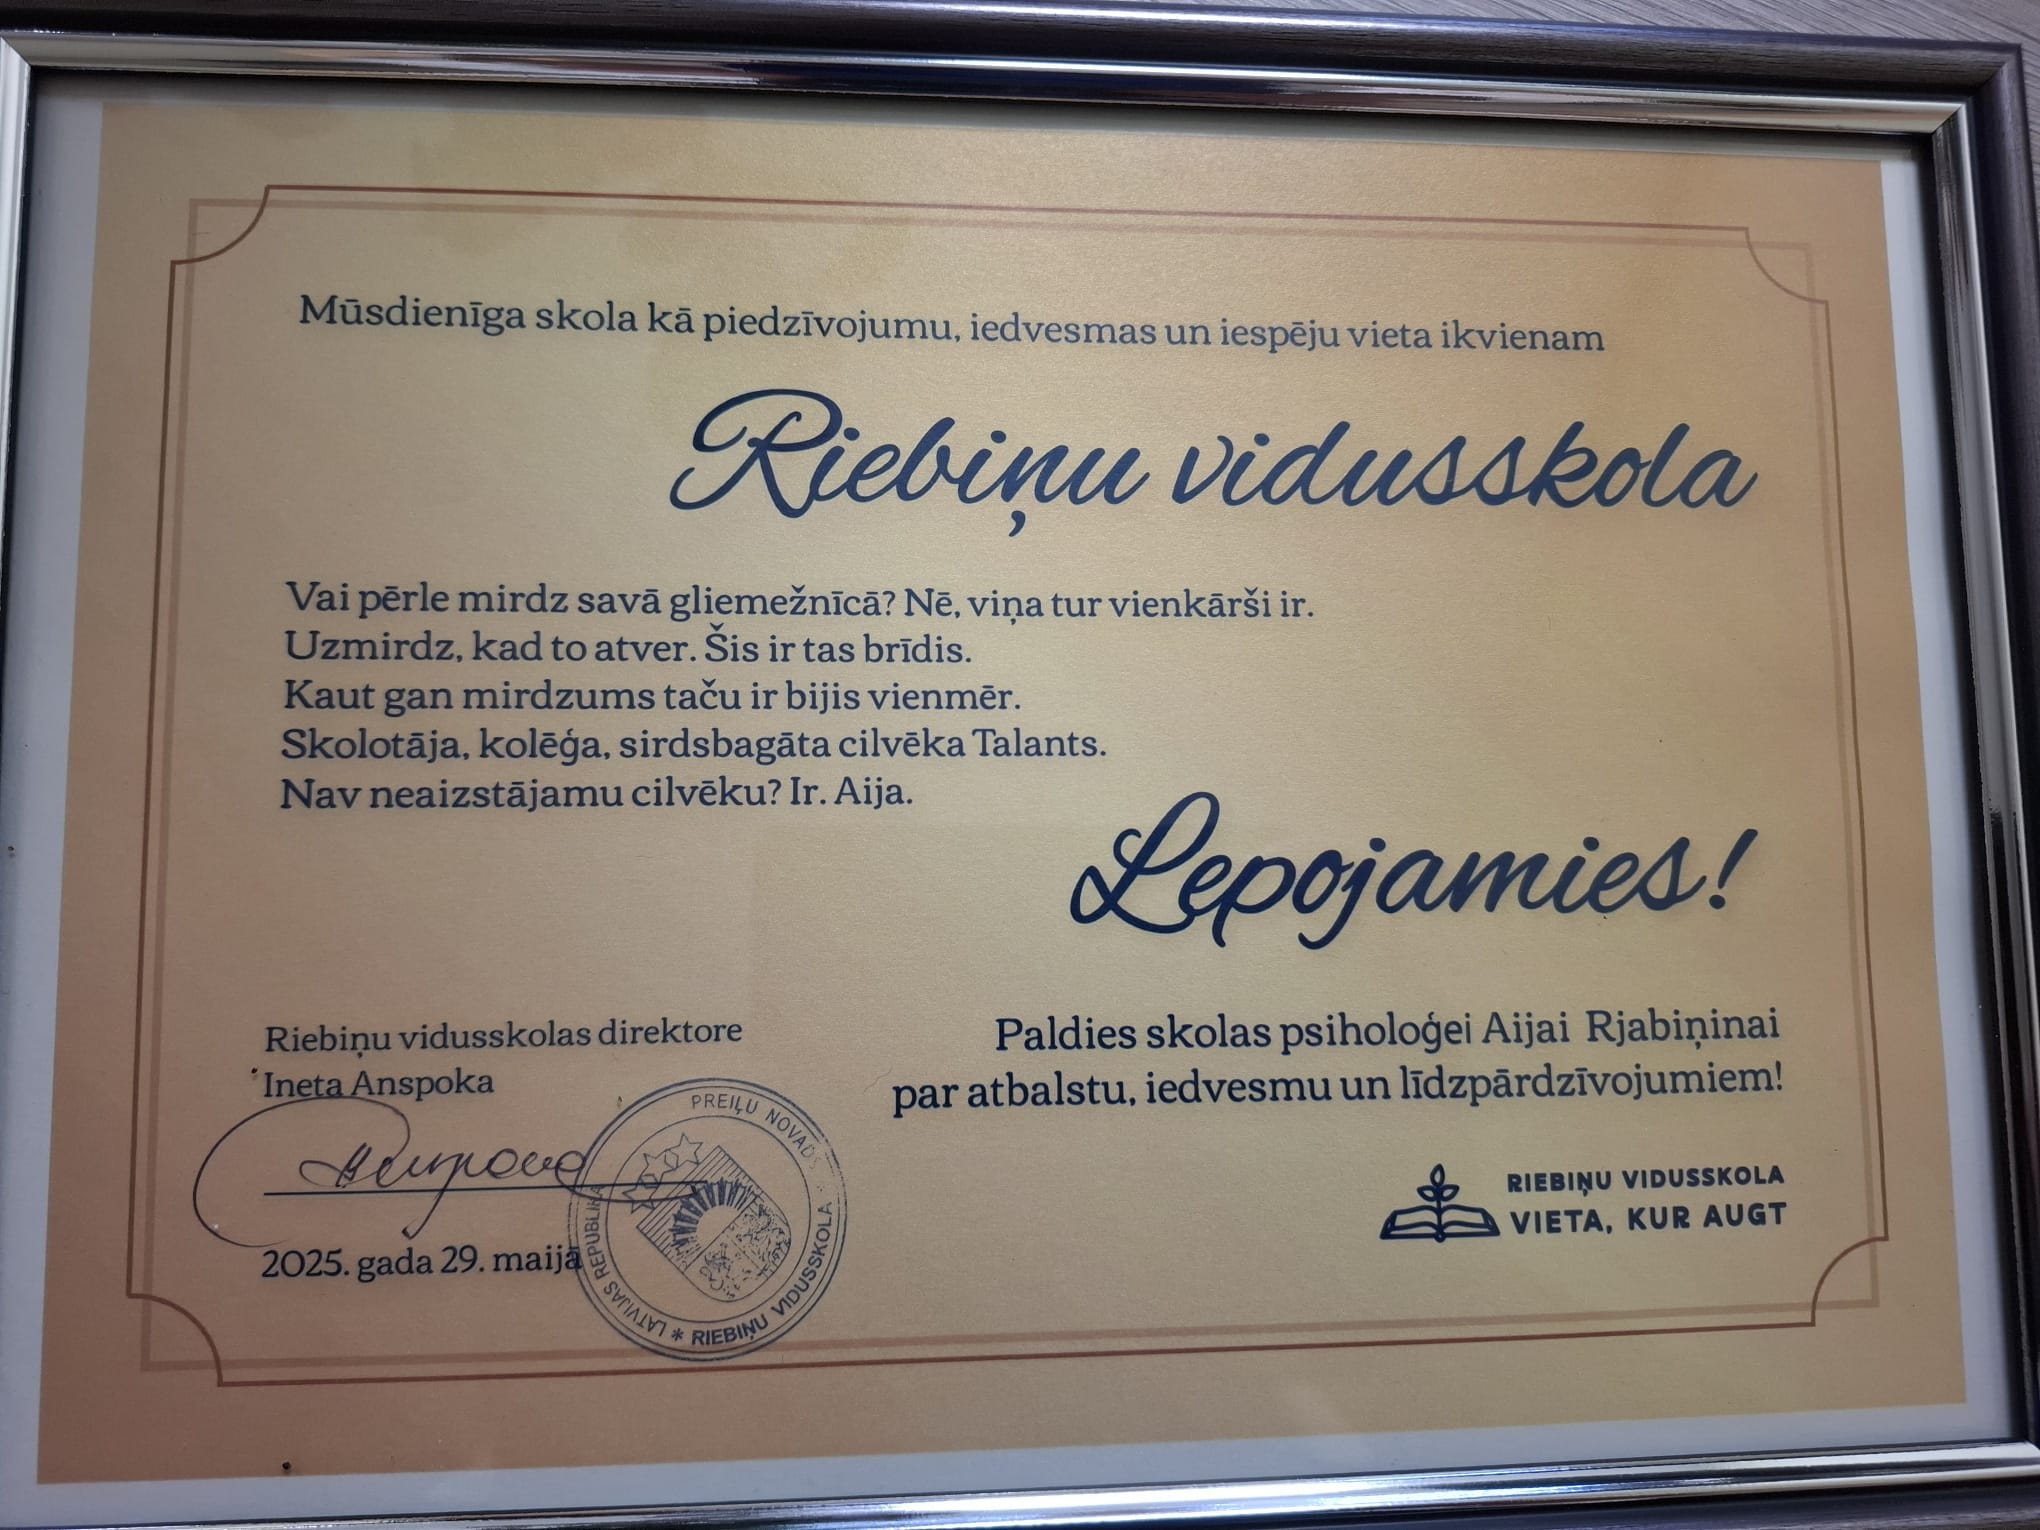 Mūsdienīga skola kā piedzīvojumu, iedvesmas un iespēju vieta ikvienam
Riebiņu vidusskola
Vai pērle mirdz savā gliemežnīcā? Nē, viņa tur vienkārši ir.
Uzmirdz, kad to atver. Šis ir tas brīdis.
Kaut gan mirdzums taču ir bijis vienmēr.
Skolotāja, kolēģa, sirdsbagāta cilvēka Talants.
Nav neaizstājamu cilvēku? Ir. Aija.
Lepojamies!
Riebiņu vidusskolas direktore
Ineta Anspoka
2025. gada 29. maijā
Paldies skolas psiholoģei Aijai Rjabiņinai
par atbalstu, iedvesmu un līdzpārdzīvojumiem!
RIEBIŅU VIDUSSKOLA
VIETA, KUR AUGT
LATVIJAS REPUBLIKA
PREIĻU NOVADS
* RIEBIŅU VIDUSSKOLA